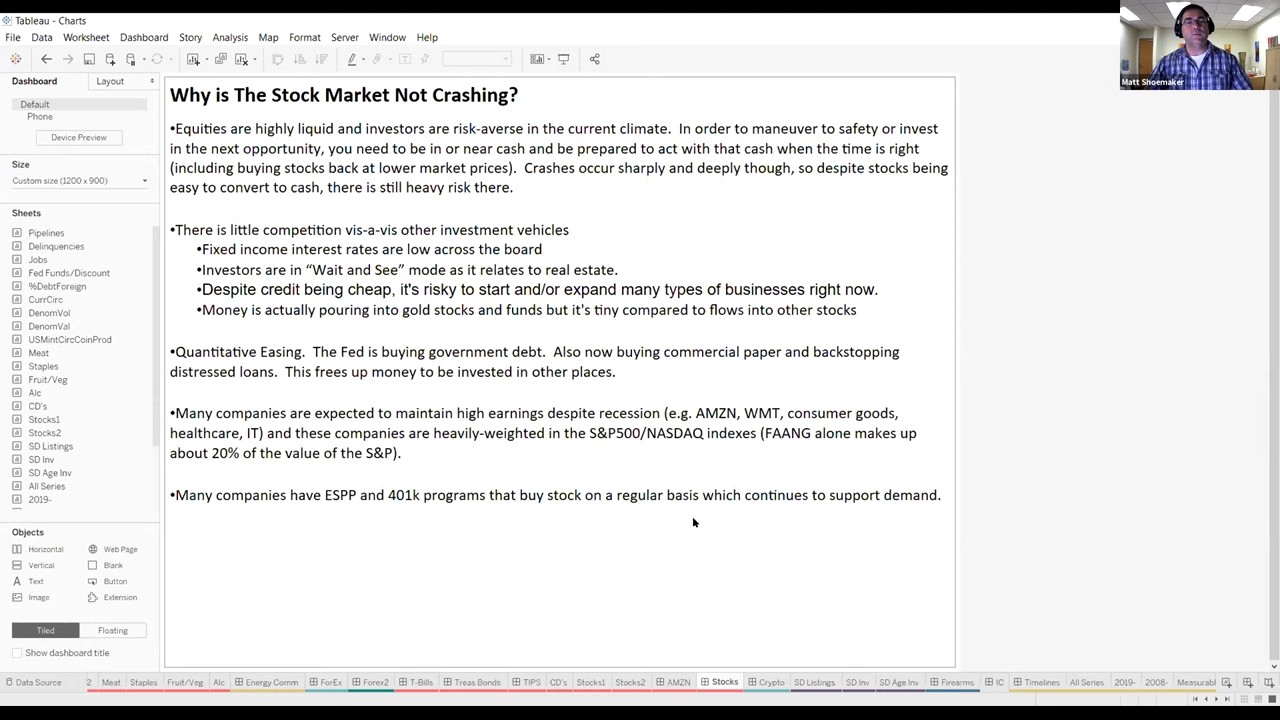 Tableau - Charts
File Data Worksheet Dashboard Story Analysis Map Format Server Window Help
Matt Shoemaker
Dashboard Layout
Default
Phone
Device Preview
Size
Custom size (1200 x 900)
Sheets
Pipelines
Delinquencies
Jobs
Fed Funds/Discount
%DebtForeign
CurrCirc
DenomVol
DenomVal
USMintCircCoinProd
Meat
Staples
Fruit/Veg
Alc
CD's
Stocks1
Stocks2
SD Listings
SD Inv
SD Age Inv
All Series
2019-
Objects
Horizontal Web Page
Vertical Blank
Text Button
Image Extension
Tiled Floating
Show dashboard title
Why is The Stock Market Not Crashing?
•Equities are highly liquid and investors are risk-averse in the current climate. In order to maneuver to safety or invest
in the next opportunity, you need to be in or near cash and be prepared to act with that cash when the time is right
(including buying stocks back at lower market prices). Crashes occur sharply and deeply though, so despite stocks being
easy to convert to cash, there is still heavy risk there.
•There is little competition vis-a-vis other investment vehicles
•Fixed income interest rates are low across the board
•Investors are in “Wait and See” mode as it relates to real estate.
•Despite credit being cheap, it's risky to start and/or expand many types of businesses right now.
•Money is actually pouring into gold stocks and funds but it's tiny compared to flows into other stocks
•Quantitative Easing. The Fed is buying government debt. Also now buying commercial paper and backstopping
distressed loans. This frees up money to be invested in other places.
•Many companies are expected to maintain high earnings despite recession (e.g. AMZN, WMT, consumer goods,
healthcare, IT) and these companies are heavily-weighted in the S&P500/NASDAQ indexes (FAANG alone makes up
about 20% of the value of the S&P).
•Many companies have ESPP and 401k programs that buy stock on a regular basis which continues to support demand.
Data Source 2 Meat Staples Fruit/Veg Alc Energy Comm ForEx Forex2 T-Bills Treas Bonds TIPS CD's Stocks1 Stocks2 AMZN Stocks Crypto SD Listings SD Inv SD Age Inv Firearms IC Timelines All Series 2019- 2008- Measurabl